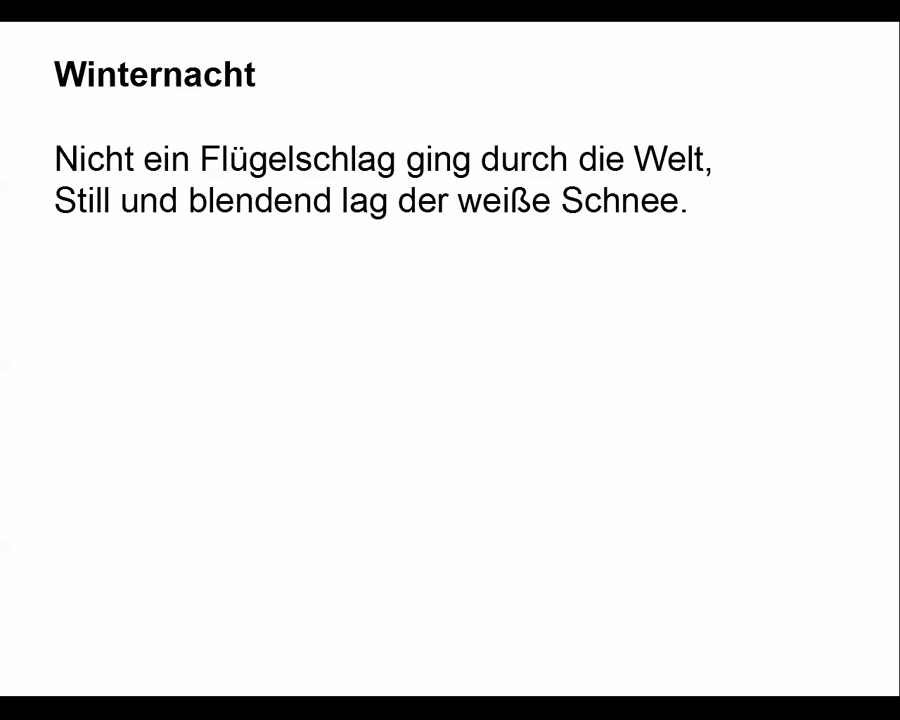 Winternacht
Nicht ein Flügelschlag ging durch die Welt,
Still und blendend lag der weiße Schnee.